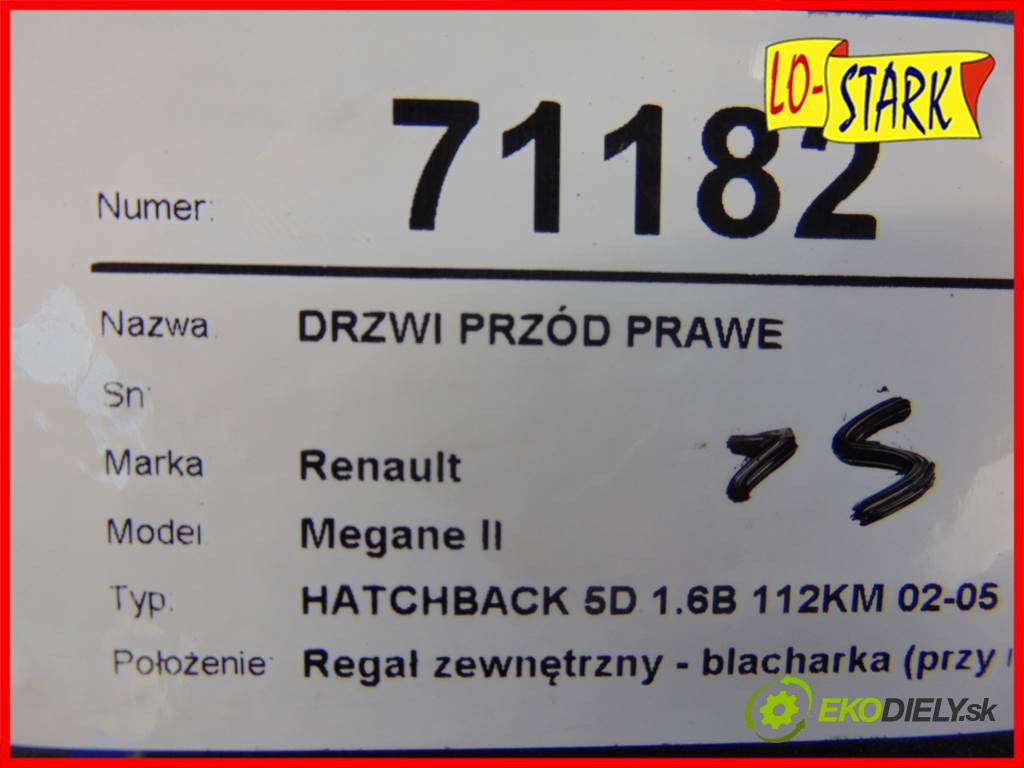 LO-STARK
Numer: 71182
Nazwa DRZWI PRZÓD PRAWE
Sn:
Marka Renault
15
Model Megane II
Typ: HATCHBACK 5D 1.6B 112KM 02-05
Położenie: Regał zewnętrzny - blacharka (przy
EKODIELY.sk